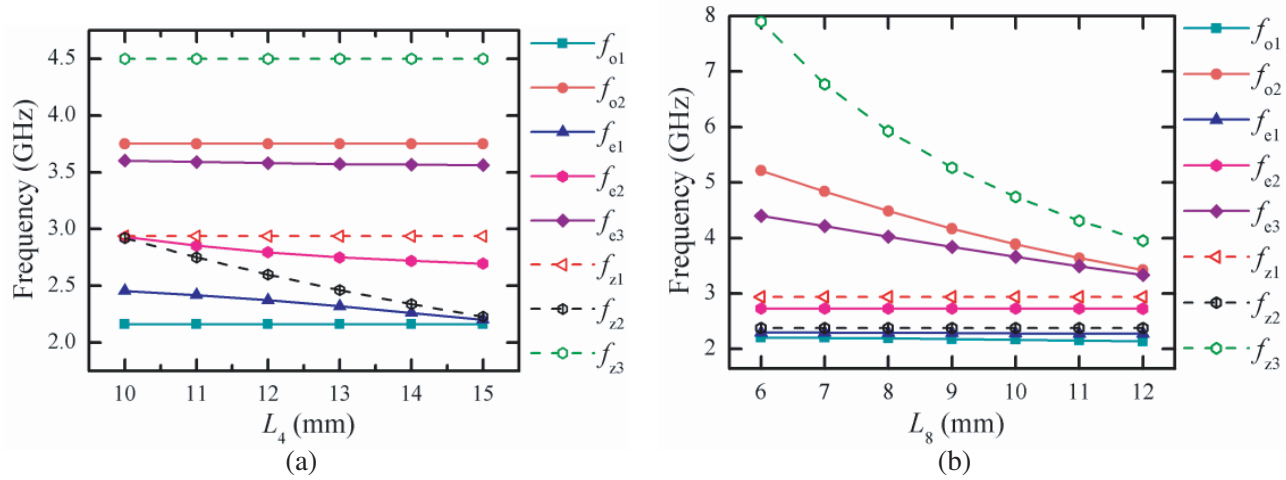 4.5
4.0
3.5
3.0
2.5
2.0
Frequency (GHz)
10 11 12 13 14 15
L4 (mm)
fo1
fo2
fe1
fe2
fe3
fz1
fz2
fz3
(a)
8
7
6
5
4
3
2
Frequency (GHz)
6 7 8 9 10 11 12
L8 (mm)
fo1
fo2
fe1
fe2
fe3
fz1
fz2
fz3
(b)